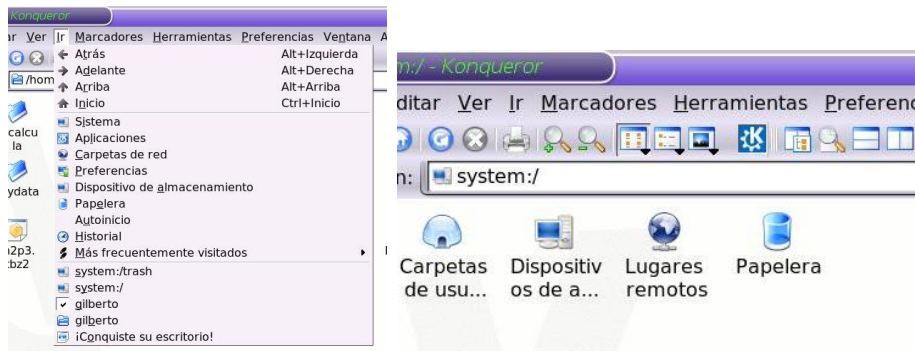 Konqueror
ar Ver Ir Marcadores Herramientas Preferencias Ventana A
/hom
Atrás Alt+Izquierda
Adelante Alt+Derecha
Arriba Alt+Arriba
Inicio Ctrl+Inicio
Sistema
Aplicaciones
Carpetas de red
Preferencias
Dispositivo de almacenamiento
Papelera
Autoinicio
Historial
Más frecuentemente visitados
system:/trash
system:/
gilberto
gilberto
¡Conquiste su escritorio!
calcu
la
ydata
a2p3.
tbz2
m:/ - Konqueror
ditar Ver Ir Marcadores Herramientas Preferenc
n: system:/
Carpetas
de usu...
Dispositiv
os de a...
Lugares
remotos
Papelera